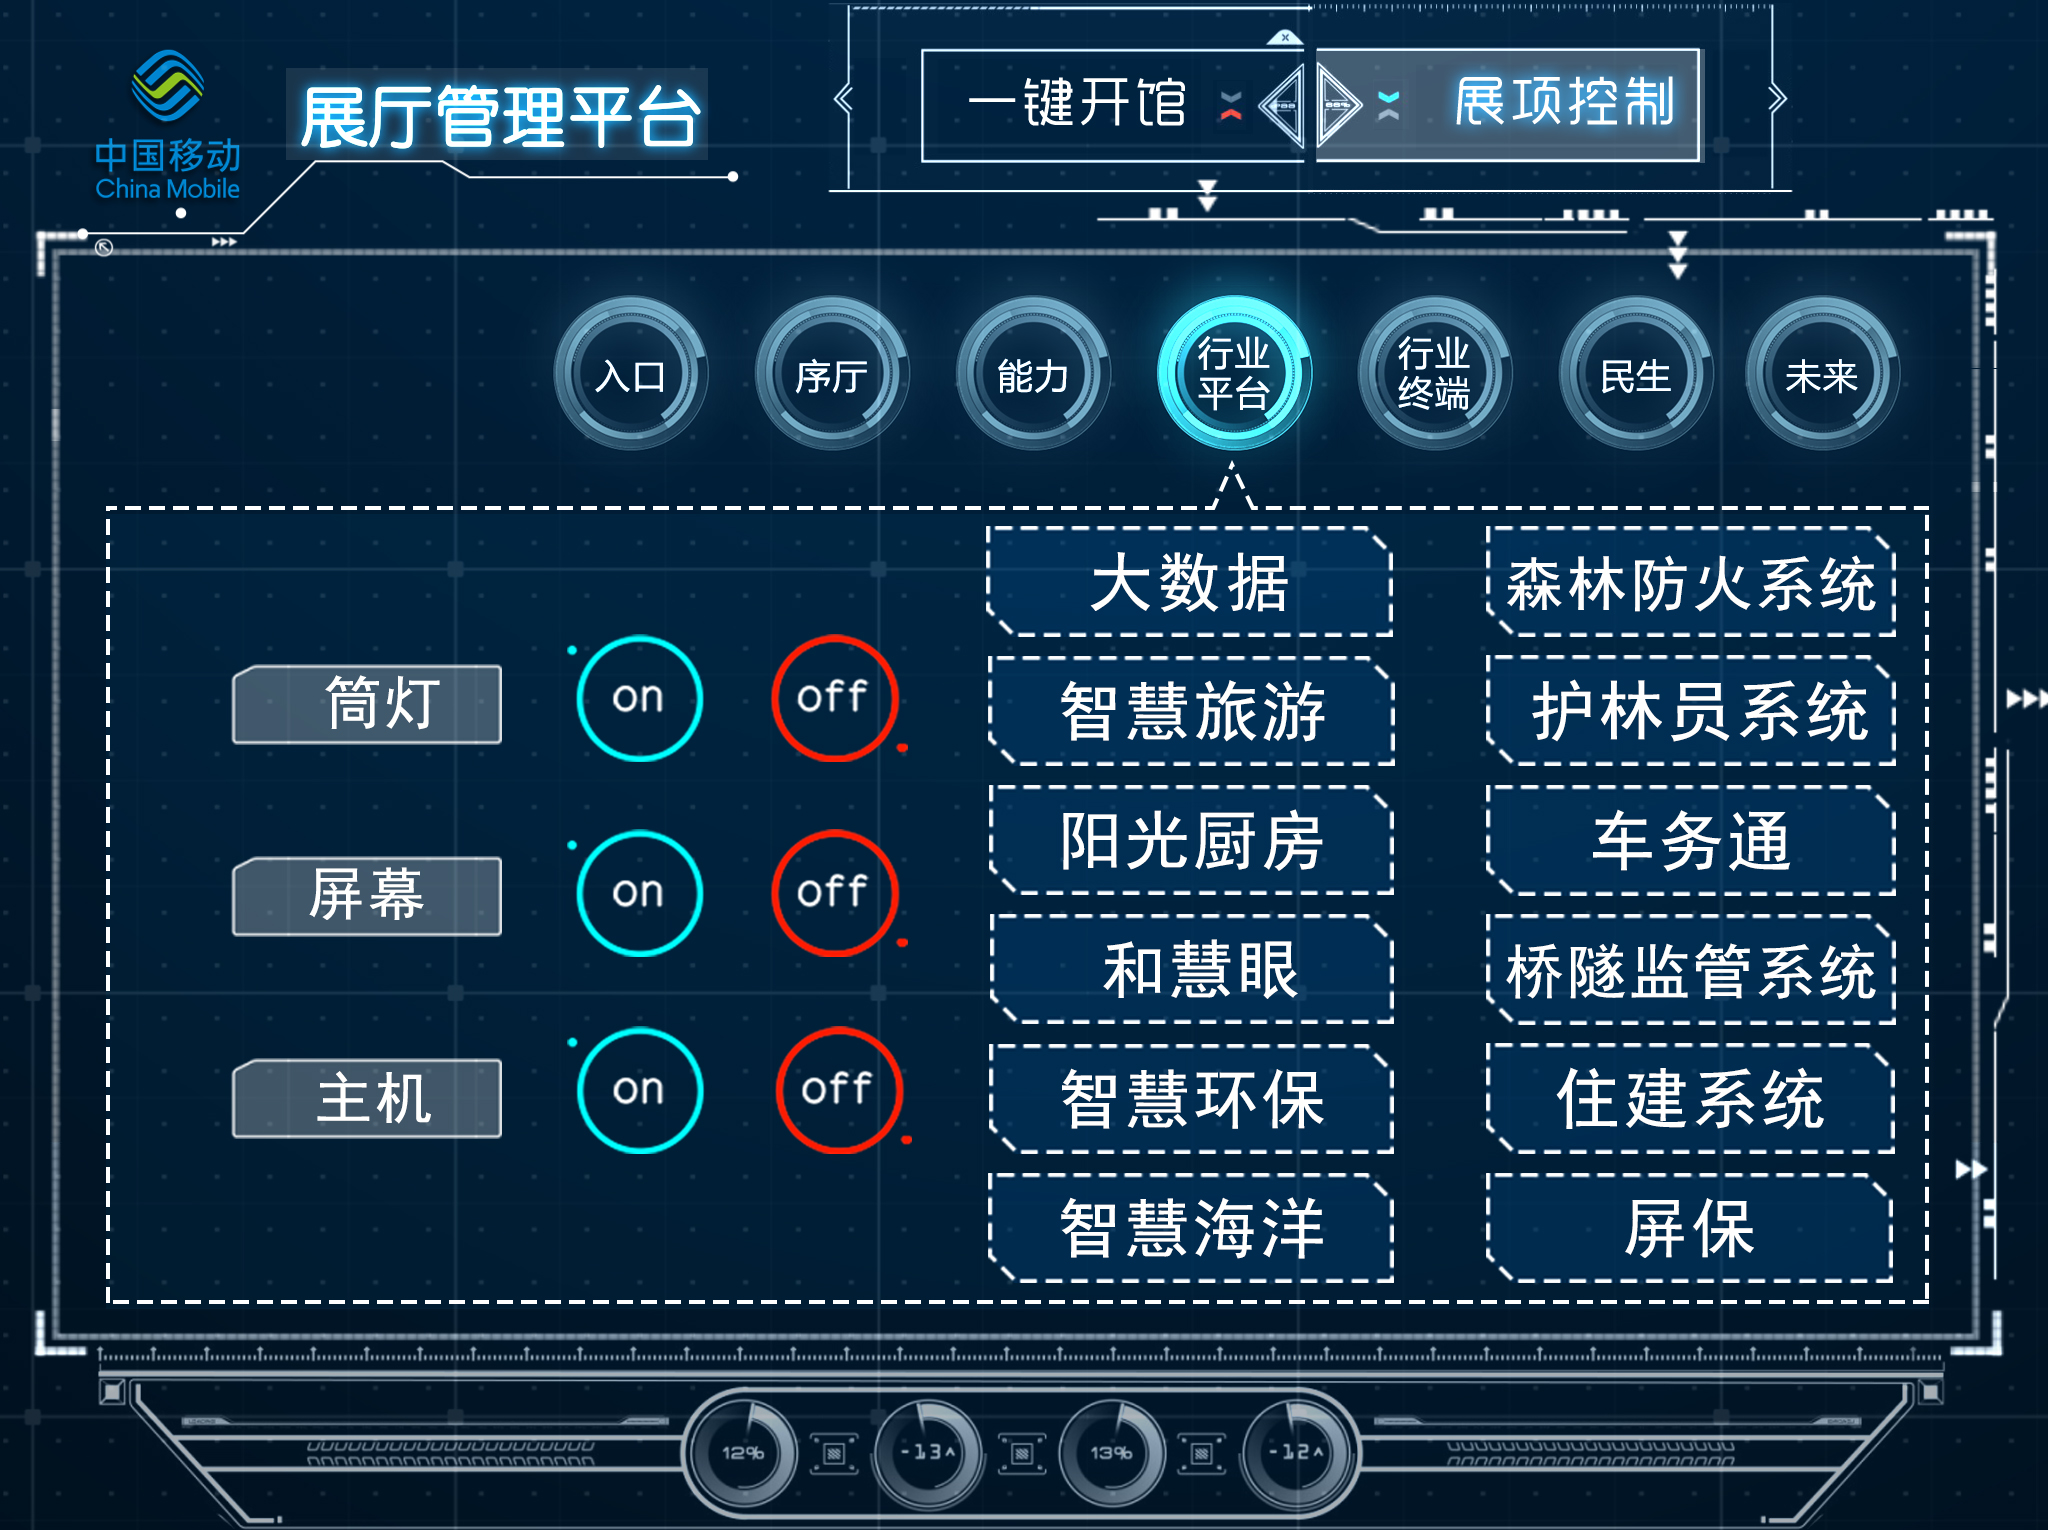 中国移动
China Mobile
展厅管理平台
一键开馆
展项控制
入口
序厅
能力
行业
平台
行业
终端
民生
未来
筒灯
on
off
屏幕
on
off
主机
on
off
大数据
森林防火系统
智慧旅游
护林员系统
阳光厨房
车务通
和慧眼
桥隧监管系统
智慧环保
住建系统
智慧海洋
屏保
12%
-13^
13%
-12^